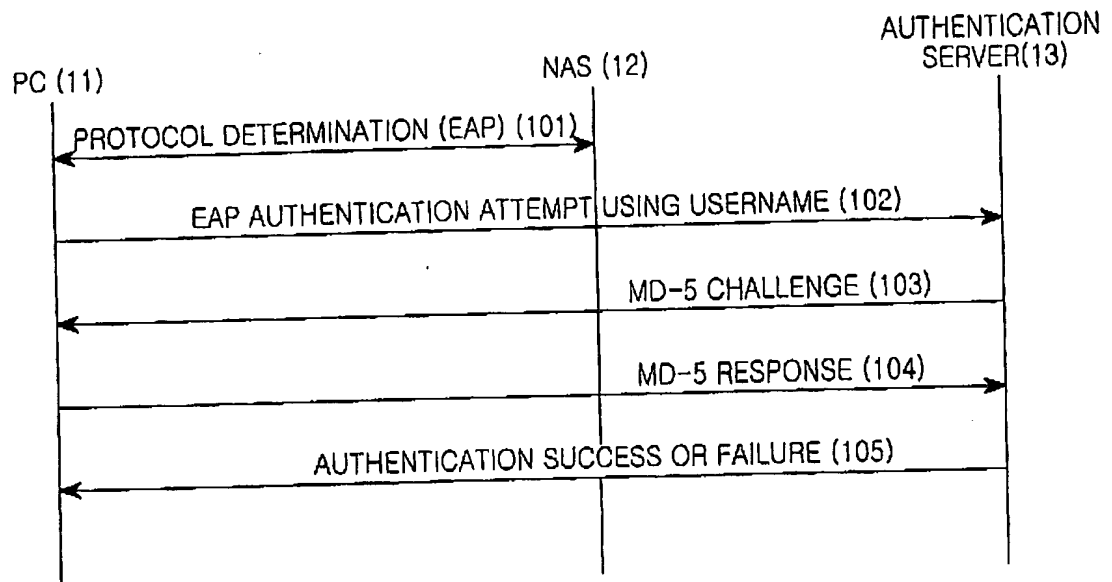 AUTHENTICATION
SERVER(13)
NAS (12)
PC (11)
PROTOCOL DETERMINATION (EAP) (101)
EAP AUTHENTICATION ATTEMPT USING USERNAME (102)
MD-5 CHALLENGE (103)
MD-5 RESPONSE (104)
AUTHENTICATION SUCCESS OR FAILURE (105)